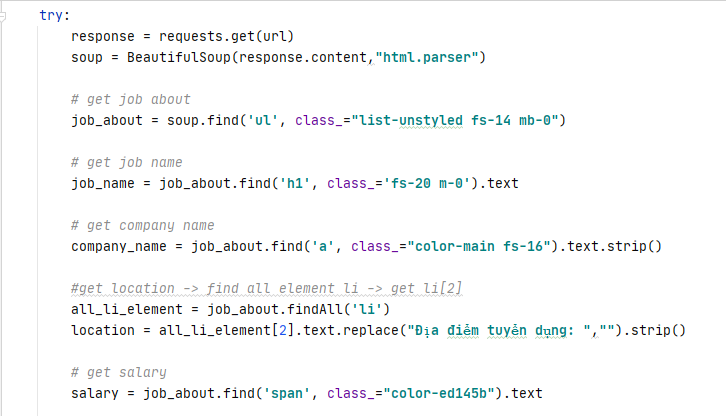 try:
response = requests.get(url)
soup = BeautifulSoup(response.content,"html.parser")
# get job about
job_about = soup.find('ul', class_="list-unstyled fs-14 mb-0")
# get job name
job_name = job_about.find('h1', class_='fs-20 m-0').text
# get company name
company_name = job_about.find('a', class_="color-main fs-16").text.strip()
#get location -> find all element li -> get li[2]
all_li_element = job_about.findAll('li')
location = all_li_element[2].text.replace("Địa điểm tuyển dụng: ","").strip()
# get salary
salary = job_about.find('span', class_="color-ed145b").text